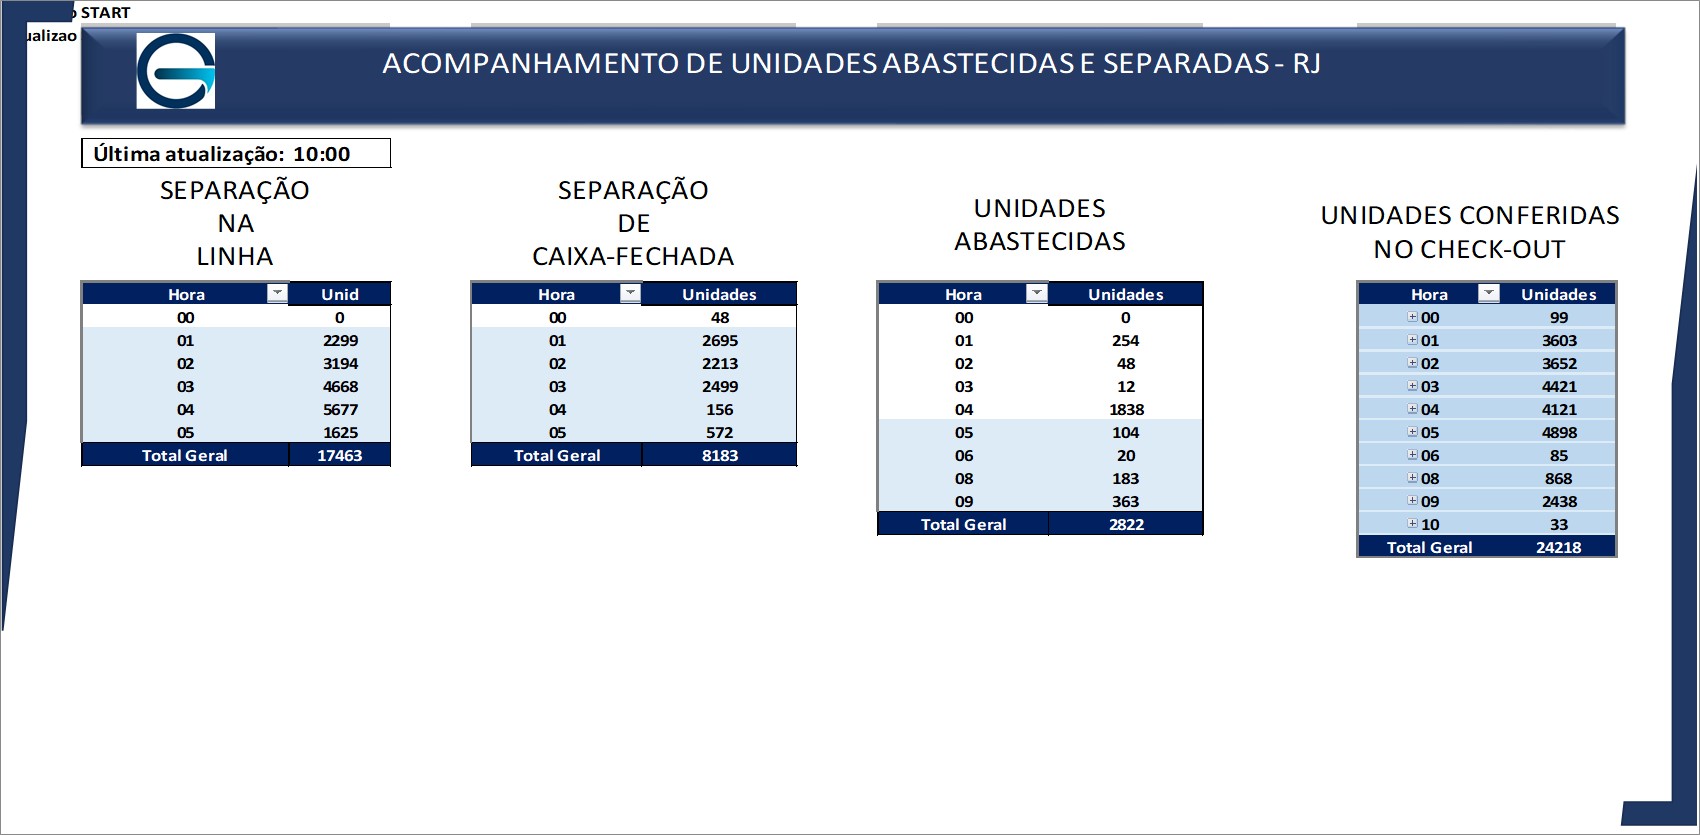 START
ualizao
ACOMPANHAMENTO DE UNIDADES ABASTECIDAS E SEPARADAS - RJ
Última atualização: 10:00
SEPARAÇÃO
NA
LINHA
Hora Unid
00 0
01 2299
02 3194
03 4668
04 5677
05 1625
Total Geral 17463
SEPARAÇÃO
DE
CAIXA-FECHADA
Hora Unidades
00 48
01 2695
02 2213
03 2499
04 156
05 572
Total Geral 8183
UNIDADES
ABASTECIDAS
Hora Unidades
00 0
01 254
02 48
03 12
04 1838
05 104
06 20
08 183
09 363
Total Geral 2822
UNIDADES CONFERIDAS
NO CHECK-OUT
Hora Unidades
00 99
01 3603
02 3652
03 4421
04 4121
05 4898
06 85
08 868
09 2438
10 33
Total Geral 24218